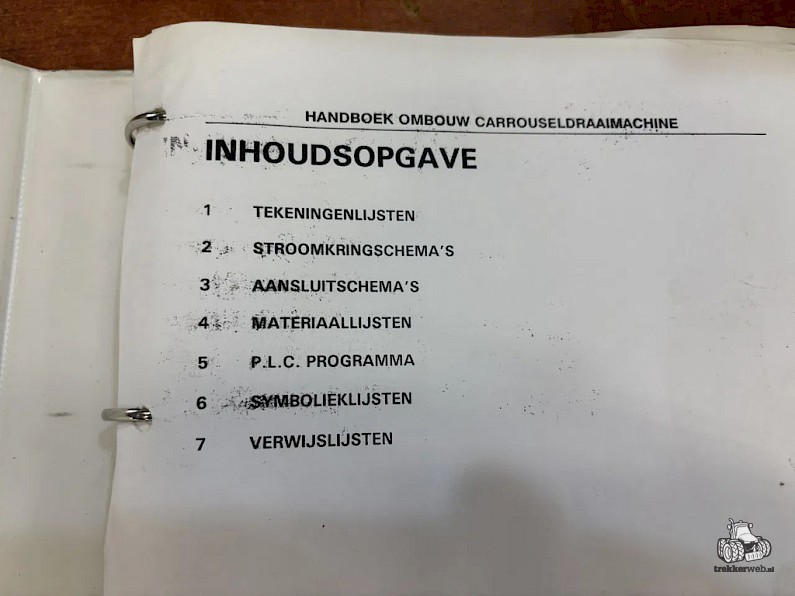 HANDBOEK OMBOUW CARROUSELDRAAIMACHINE
INHOUDSOPGAVE
1 TEKENINGENLIJSTEN
2 STROOMKRINGSCHEMA'S
3 AANSLUITSCHEMA'S
4 MATERIAALLIJSTEN
5 P.L.C. PROGRAMMA
6 SYMBOLIEKLIJSTEN
7 VERWIJSLIJSTEN
trekkerweb.nl